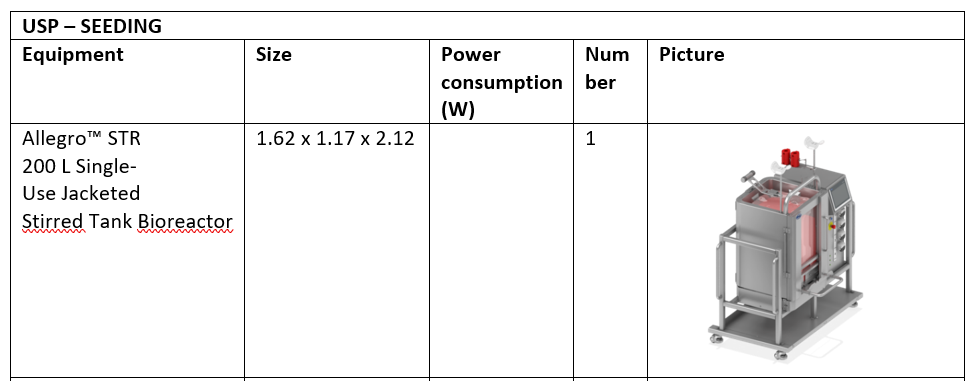 USP – SEEDING
Equipment
Size
Power
consumption
(W)
Num
ber
Picture
Allegro™ STR
200 L Single-
Use Jacketed
Stirred Tank Bioreactor
1.62 x 1.17 x 2.12
1